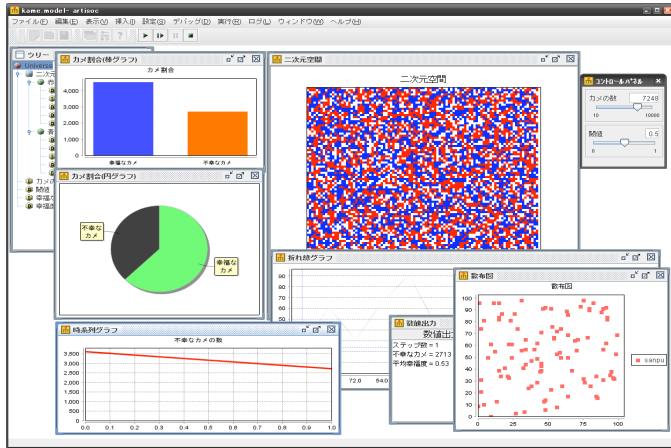 kame.model- artisoc
ファイル(F) 編集(E) 表示(V) 挿入(I) 設定(S) デバッグ(D) 実行(R) ログ(L) ウィンドウ(W) ヘルプ(H)
ツリー
Universe
二次元
カメの
閾値
幸福な
幸福度
カメ割合(棒グラフ)
カメ割合
4,000
3,000
2,000
1,000
0
幸福なカメ
不幸なカメ
カメ割合(円グラフ)
不幸な
カメ
幸福な
カメ
時系列グラフ
不幸なカメの数
3,500
3,000
2,500
2,000
1,500
1,000
500
0
0.0 0.1 0.2 0.3 0.4 0.5 0.6 0.7 0.8 0.9 1.0
二次元空間
二次元空間
コントロールパネル
カメの数 7248
10 10000
閾値 0.5
0 1
折れ線グラフ
90
80
70
60
50
40
30
72.0 54.0
数値出力
数値出力
ステップ数 = 1
不幸なカメ = 2713
平均幸福度 = 0.53
散布図
散布図
100
90
80
70
60
50
40
30
20
10
0
0 25 50 75 100
sanpu